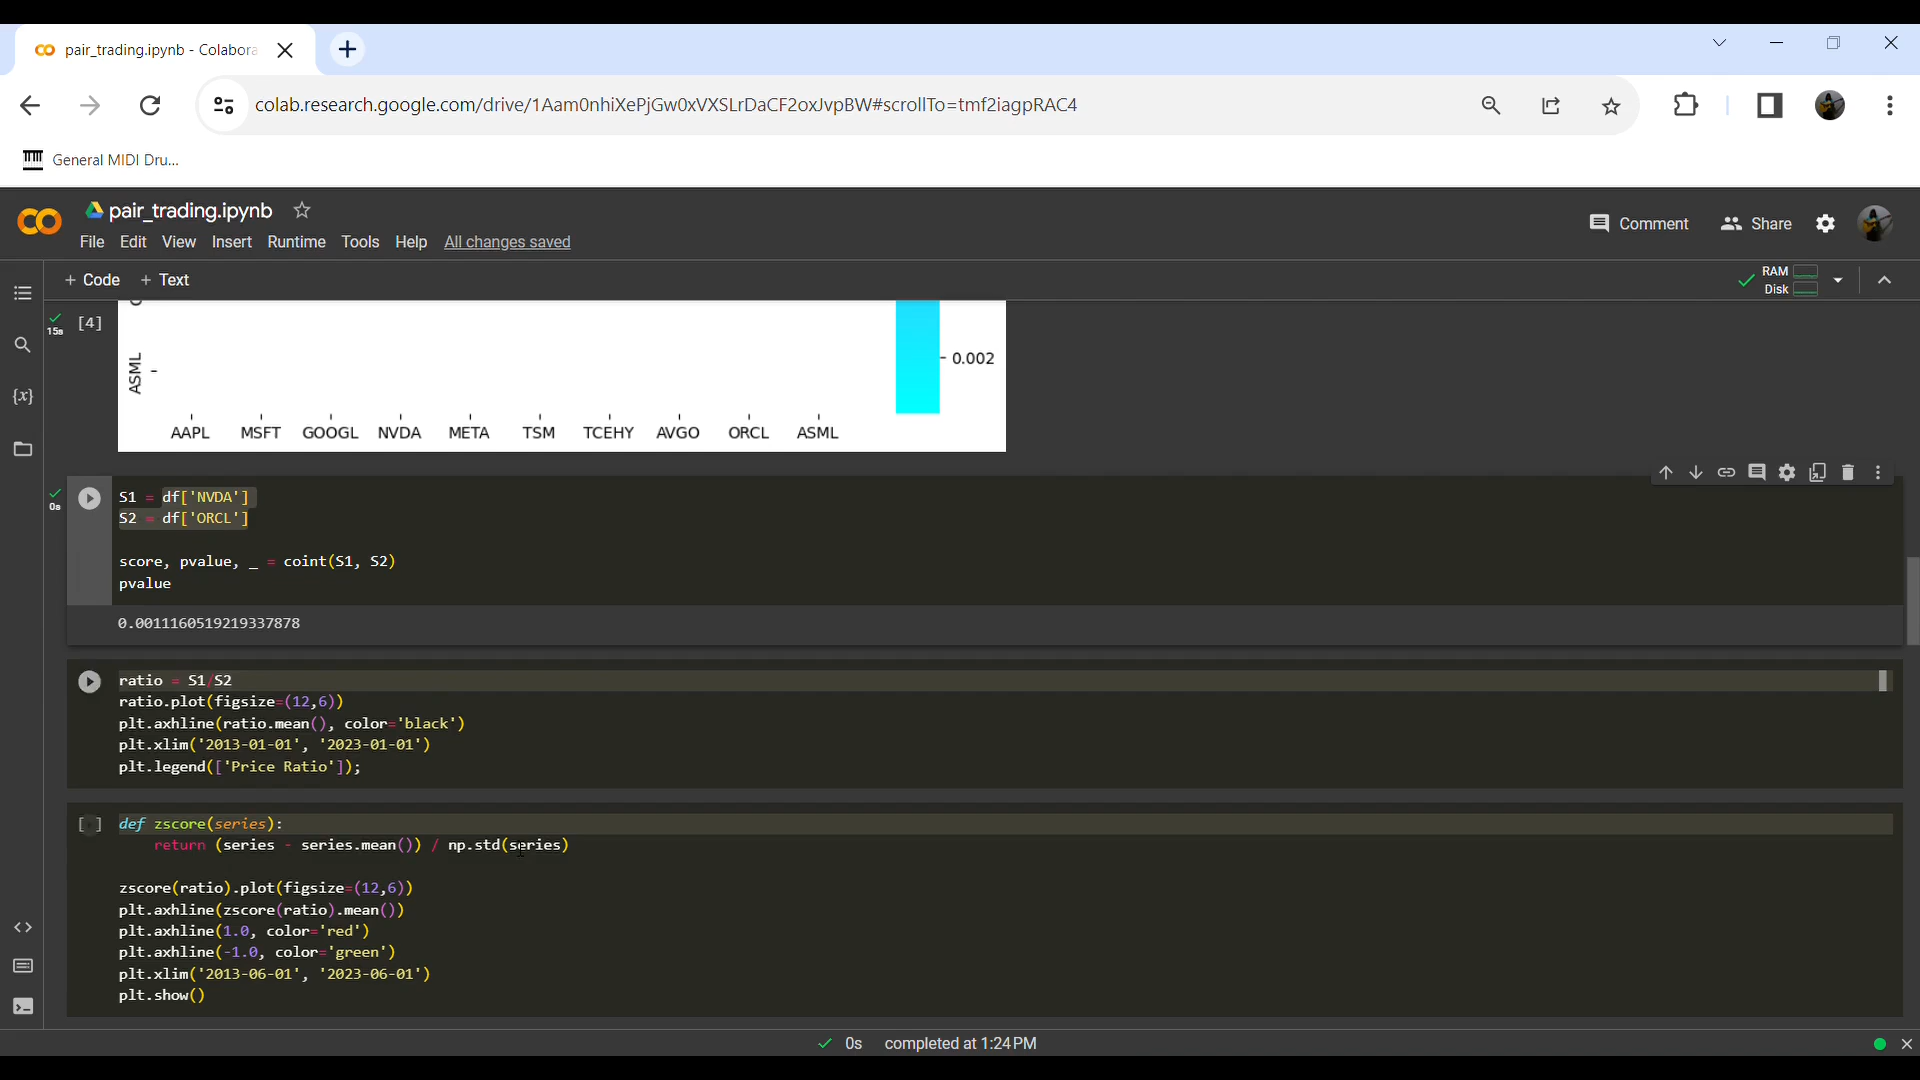 pair_trading.ipynb - Colabora
colab.research.google.com/drive/1Aam0nhiXePjGw0xVXSLrDaCF2oxJvpBW#scrollTo=tmf2iagpRAC4
General MIDI Dru...
pair_trading.ipynb
Comment
Share
File Edit View Insert Runtime Tools Help All changes saved
+ Code + Text
RAM
Disk
15s
[4]
ASML
0.002
AAPL MSFT GOOGL NVDA META TSM TCEHY AVGO ORCL ASML
0s
S1 = df['NVDA']
S2 = df['ORCL']
score, pvalue, _ = coint(S1, S2)
pvalue
0.0011160519219337878
ratio = S1/S2
ratio.plot(figsize=(12,6))
plt.axhline(ratio.mean(), color='black')
plt.xlim('2013-01-01', '2023-01-01')
plt.legend(['Price Ratio']);
[ ]
def zscore(series):
return (series - series.mean()) / np.std(series)
zscore(ratio).plot(figsize=(12,6))
plt.axhline(zscore(ratio).mean())
plt.axhline(1.0, color='red')
plt.axhline(-1.0, color='green')
plt.xlim('2013-06-01', '2023-06-01')
plt.show()
0s completed at 1:24 PM